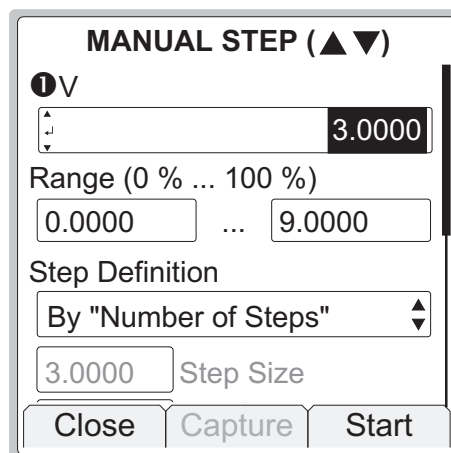 MANUAL STEP (▲ ▼)
❶V
3.0000
Range (0 % ... 100 %)
0.0000 ... 9.0000
Step Definition
By "Number of Steps"
3.0000 Step Size
Close Capture Start